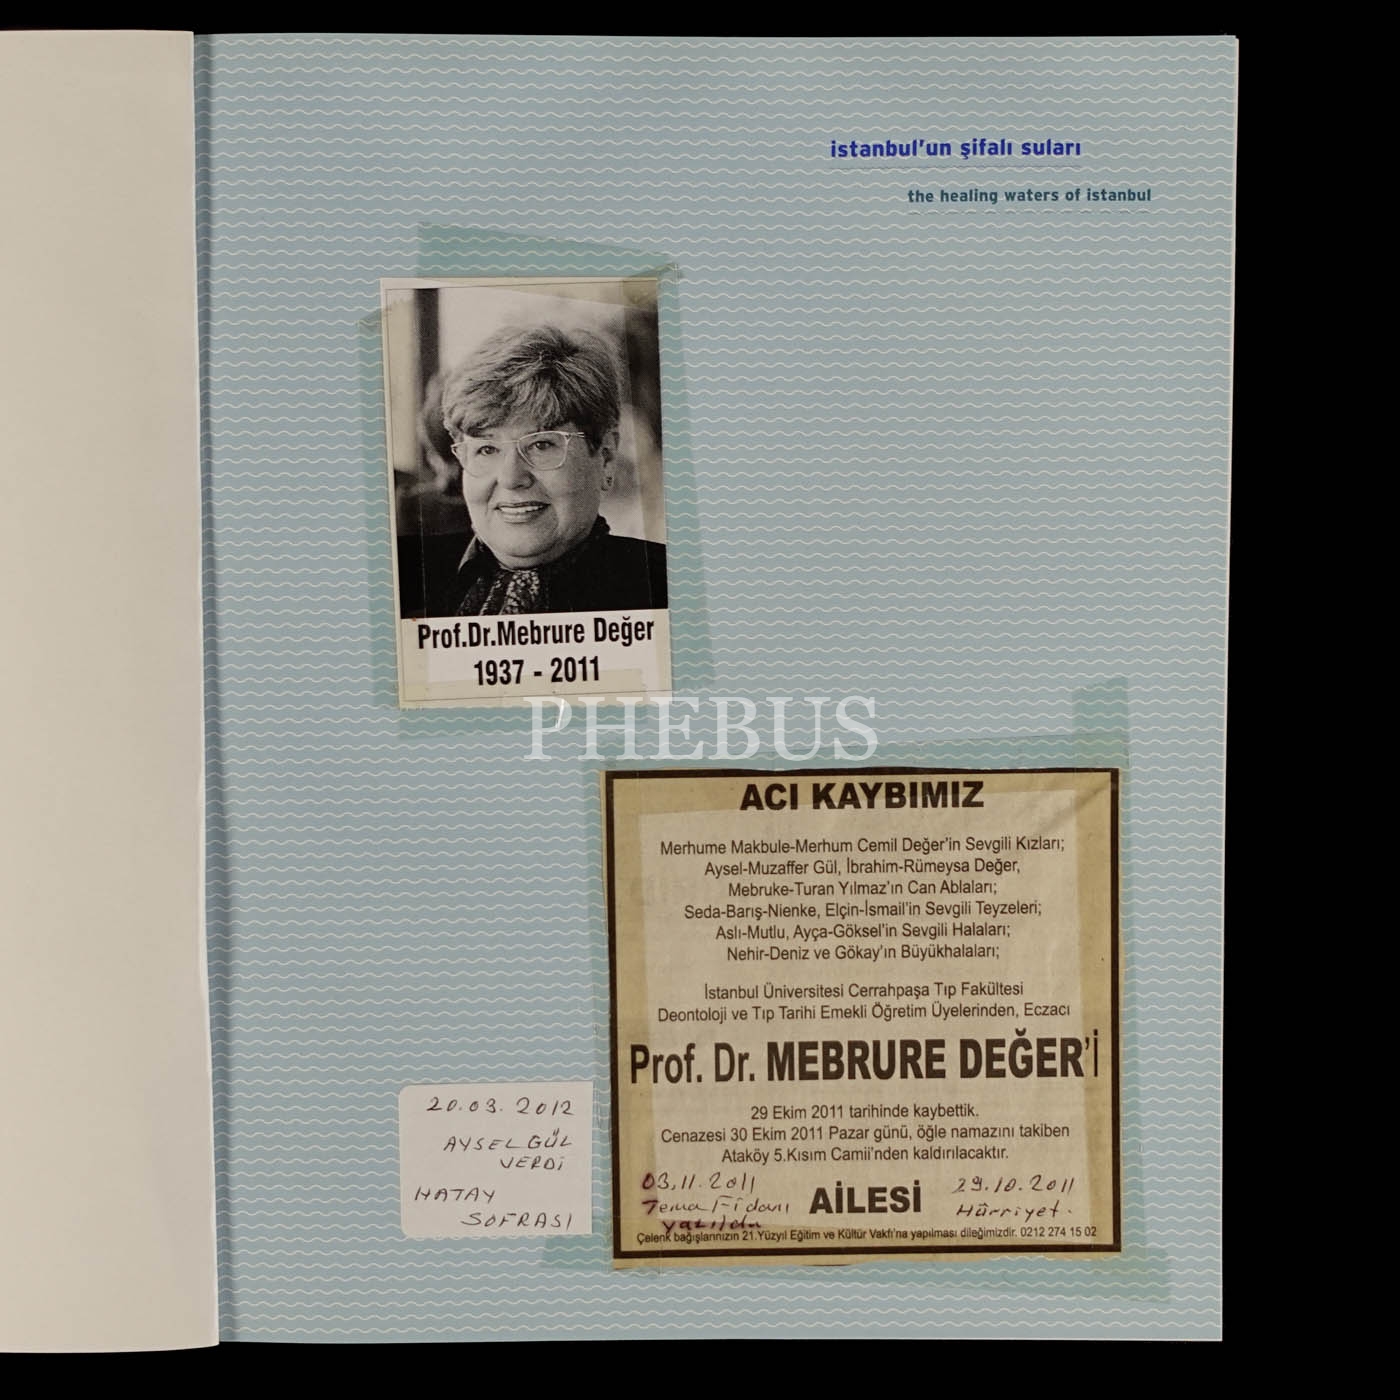 istanbul'un şifalı suları
the healing waters of istanbul
Prof.Dr.Mebrure Değer
1937 - 2011
PHEBUS
ACI KAYBIMIZ
Merhume Makbule-Merhum Cemil Değer'in Sevgili Kızları;
Aysel-Muzaffer Gül, İbrahim-Rümeysa Değer,
Mebruke-Turan Yılmaz'ın Can Ablaları;
Seda-Barış-Nienke, Elçin-İsmail'in Sevgili Teyzeleri;
Aslı-Mutlu, Ayça-Göksel'in Sevgili Halaları;
Nehir-Deniz ve Gökay'ın Büyükhalaları;
İstanbul Üniversitesi Cerrahpaşa Tıp Fakültesi
Deontoloji ve Tıp Tarihi Emekli Öğretim Üyelerinden, Eczacı
Prof. Dr. MEBRURE DEĞER'i
29 Ekim 2011 tarihinde kaybettik.
Cenazesi 30 Ekim 2011 Pazar günü, öğle namazını takiben
Ataköy 5.Kısım Camii'nden kaldırılacaktır.
03.11.2011
Tema Fidanı
yazıldı
AİLESİ
29.10.2011
Hürriyet.
Çelenk bağışlarınızın 21.Yüzyıl Eğitim ve Kültür Vakfı'na yapılması dileğimizdir. 0212 274 15 02
20.03.2012
AYSEL GÜL
VERDİ
HATAY
SOFRASI